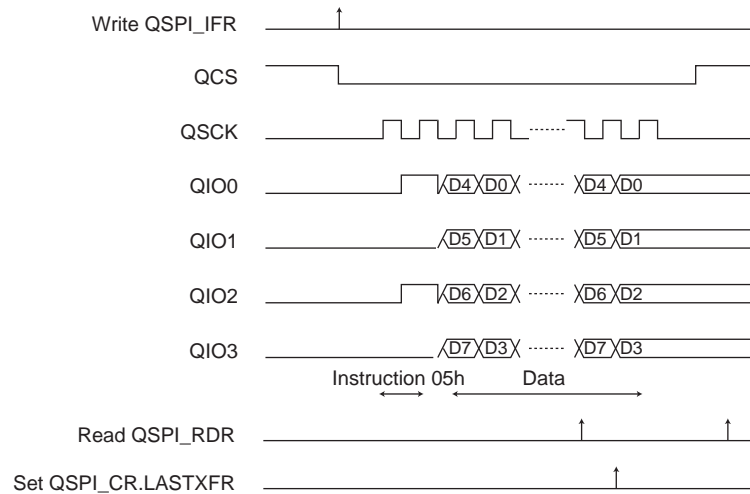 Write QSPI_IFR
QCS
QSCK
QIO0 D4 D0 D4 D0
QIO1 D5 D1 D5 D1
QIO2 D6 D2 D6 D2
QIO3 D7 D3 D7 D3
Instruction 05h Data
Read QSPI_RDR
Set QSPI_CR.LASTXFR